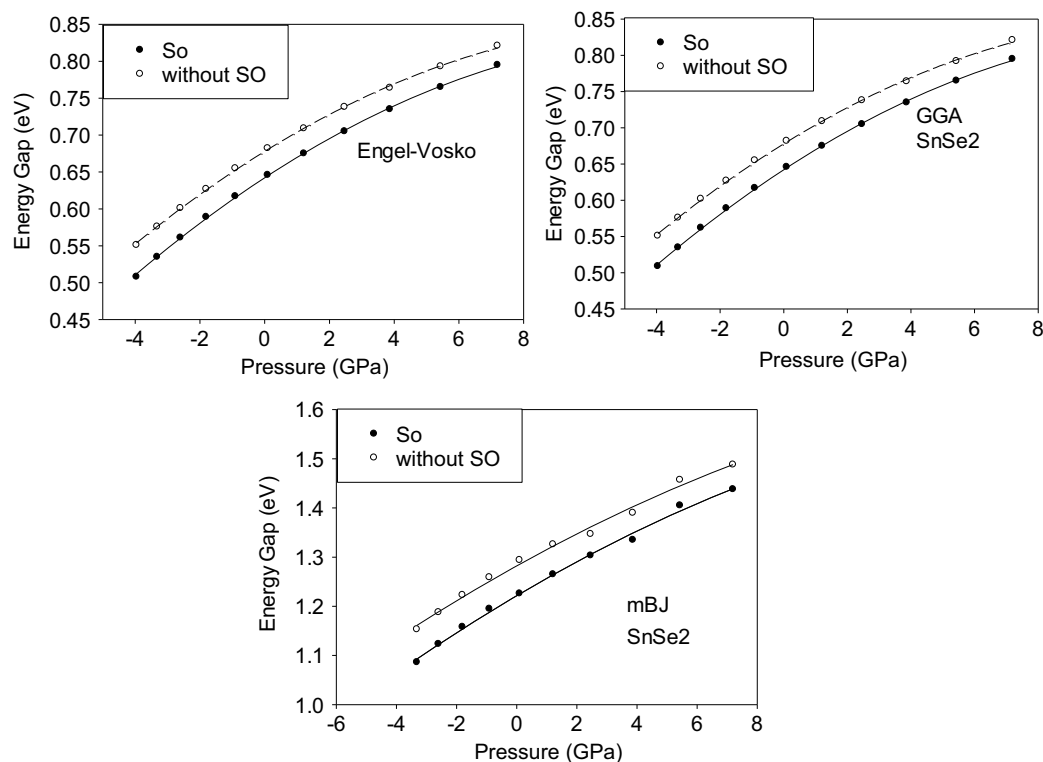 Energy Gap (eV)
0.85
0.80
0.75
0.70
0.65
0.60
0.55
0.50
0.45
So
without SO
Engel-Vosko
-4 -2 0 2 4 6 8
Pressure (GPa)
Energy Gap (eV)
0.85
0.80
0.75
0.70
0.65
0.60
0.55
0.50
0.45
So
without SO
GGA
SnSe2
-4 -2 0 2 4 6 8
Pressure (GPa)
Energy Gap (eV)
1.6
1.5
1.4
1.3
1.2
1.1
1.0
So
without SO
mBJ
SnSe2
-6 -4 -2 0 2 4 6 8
Pressure (GPa)